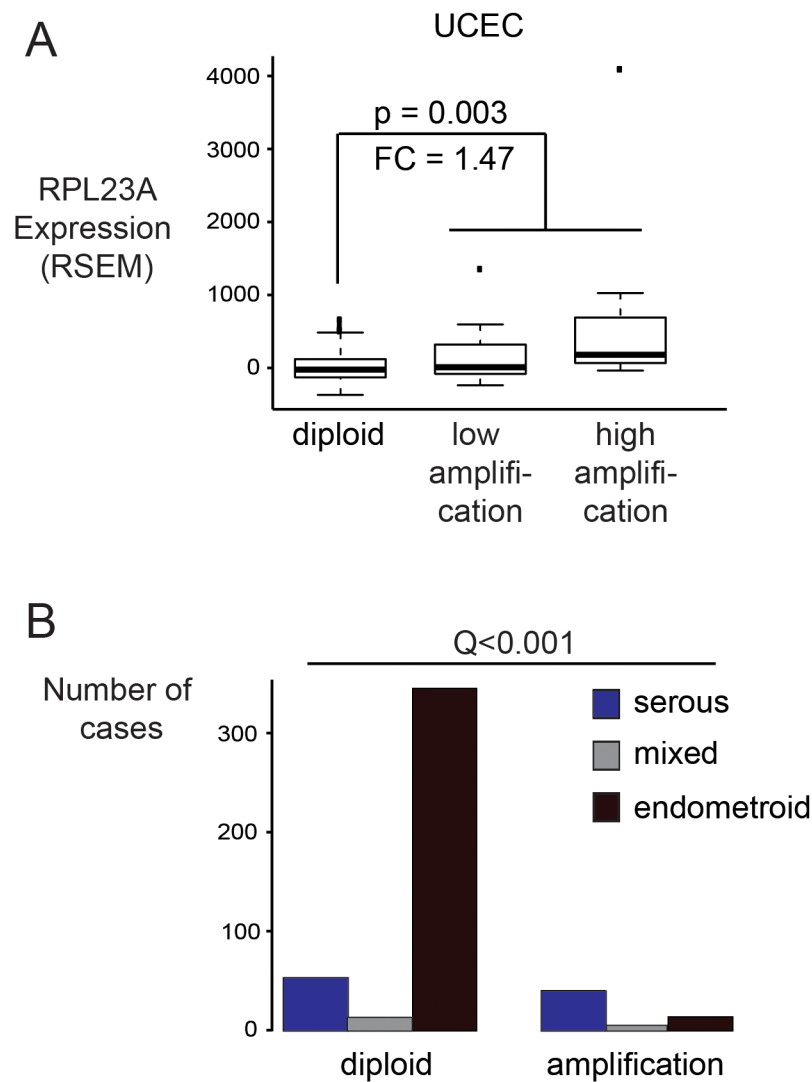 A
UCEC
4000
3000
2000
1000
0
RPL23A
Expression
(RSEM)
p = 0.003
FC = 1.47
diploid
low
amplifi-
cation
high
amplifi-
cation
B
Q<0.001
Number of
cases
300
200
100
0
serous
mixed
endometroid
diploid
amplification